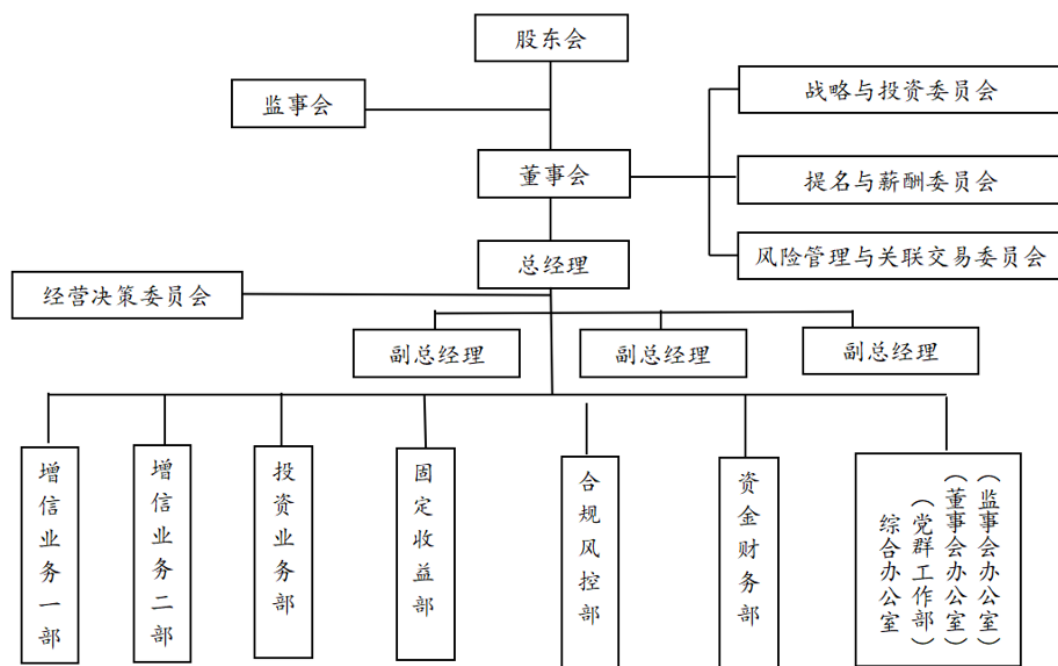 股东会
监事会
战略与投资委员会
董事会
提名与薪酬委员会
总经理
风险管理与关联交易委员会
经营决策委员会
副总经理
副总经理
副总经理
增信业务一部
增信业务二部
投资业务部
固定收益部
合规风控部
资金财务部
综合办公室
(党群工作部)
(董事会办公室)
(监事会办公室)